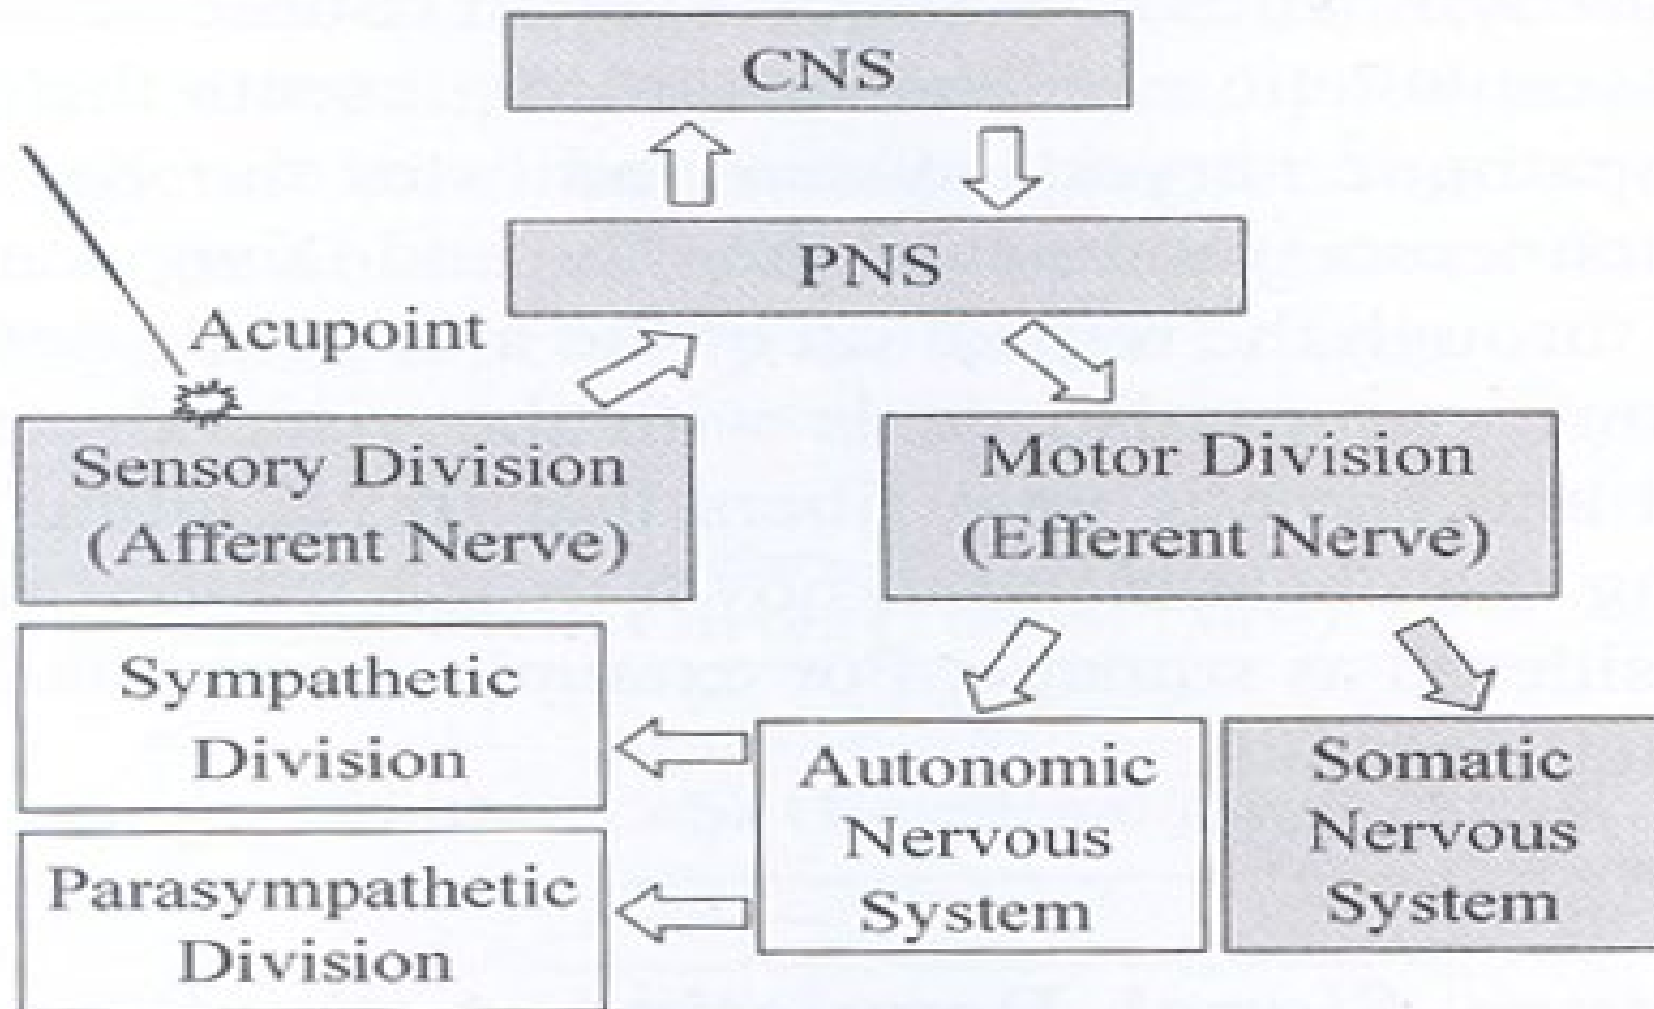 CNS
PNS
Acupoint
Sensory Division
(Afferent Nerve)
Motor Division
(Efferent Nerve)
Sympathetic
Division
Autonomic
Nervous
System
Somatic
Nervous
System
Parasympathetic
Division